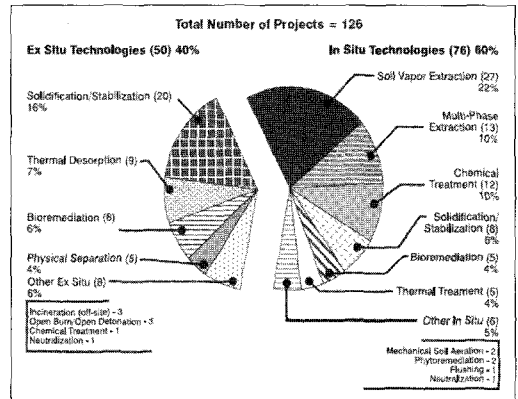 Total Number of Projects = 126
Ex Situ Technologies (50) 40%
In Situ Technologies (76) 60%
Solidification/Stabilization (20)
16%
Thermal Desorption (9)
7%
Bioremediation (8)
6%
Physical Separation (5)
4%
Other Ex Situ (8)
6%
Incineration (off-site) - 3
Open Burn/Open Detonation - 3
Chemical Treatment - 1
Neutralization - 1
Soil Vapor Extraction (27)
22%
Multi-Phase
Extraction (13)
10%
Chemical
Treatment (12)
10%
Solidification/
Stabilization (8)
6%
Bioremediation (5)
4%
Thermal Treament (5)
4%
Other In Situ (6)
5%
Mechanical Soil Aeration - 2
Phytoremediation - 2
Flushing - 1
Neutralization - 1